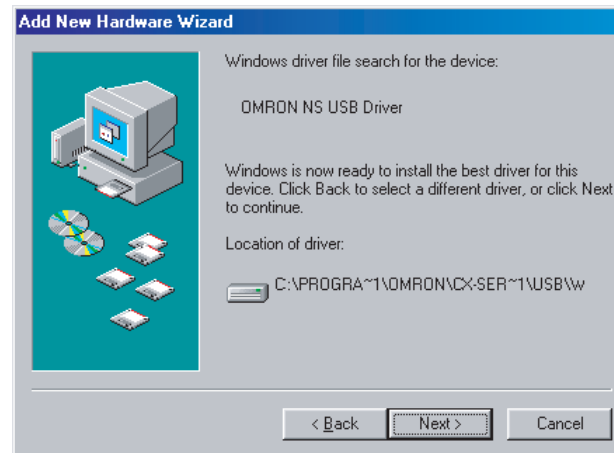 Add New Hardware Wizard
Windows driver file search for the device:
OMRON NS USB Driver
Windows is now ready to install the best driver for this
device. Click Back to select a different driver, or click Next
to continue.
Location of driver:
C:\PROGRA~1\OMRON\CX-SER~1\USB\W
< Back
Next >
Cancel